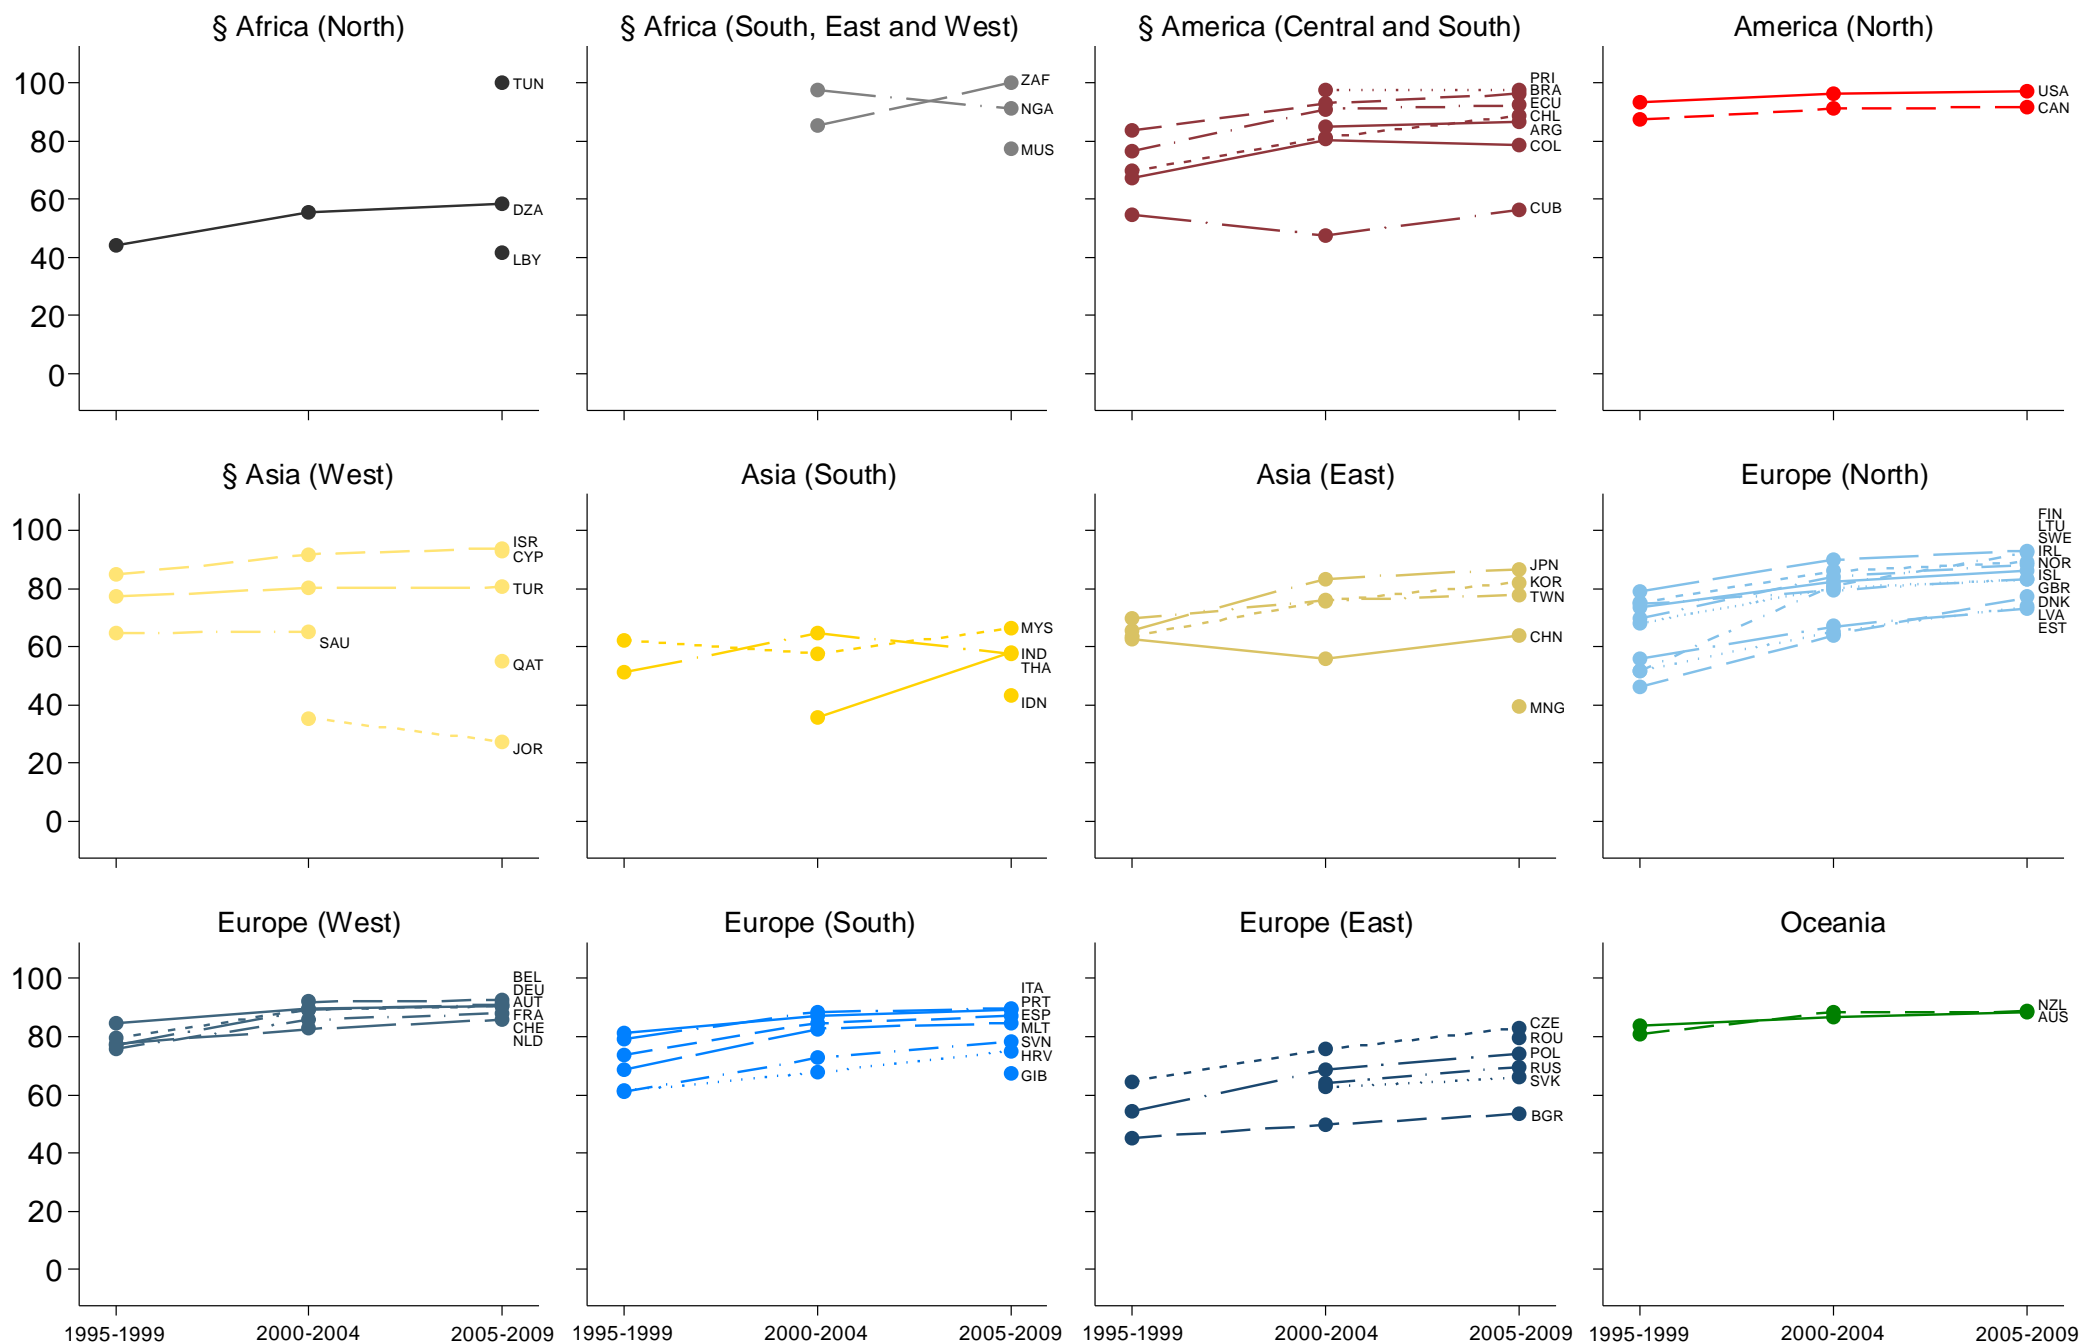 § Africa (North)
§ Africa (South, East and West)
§ America (Central and South)
America (North)
100
80
60
40
20
0
TUN
DZA
LBY
ZAF
NGA
MUS
PRI
BRA
ECU
CHL
ARG
COL
CUB
USA
CAN
§ Asia (West)
Asia (South)
Asia (East)
Europe (North)
100
80
60
40
20
0
ISR
CYP
TUR
SAU
QAT
JOR
MYS
IND
THA
IDN
JPN
KOR
TWN
CHN
MNG
FIN
LTU
SWE
IRL
NOR
ISL
GBR
DNK
LVA
EST
Europe (West)
Europe (South)
Europe (East)
Oceania
100
80
60
40
20
0
BEL
DEU
AUT
FRA
CHE
NLD
ITA
PRT
ESP
MLT
SVN
HRV
GIB
CZE
ROU
POL
RUS
SVK
BGR
NZL
AUS
1995-1999
2000-2004
2005-2009
1995-1999
2000-2004
2005-2009
1995-1999
2000-2004
2005-2009
1995-1999
2000-2004
2005-2009